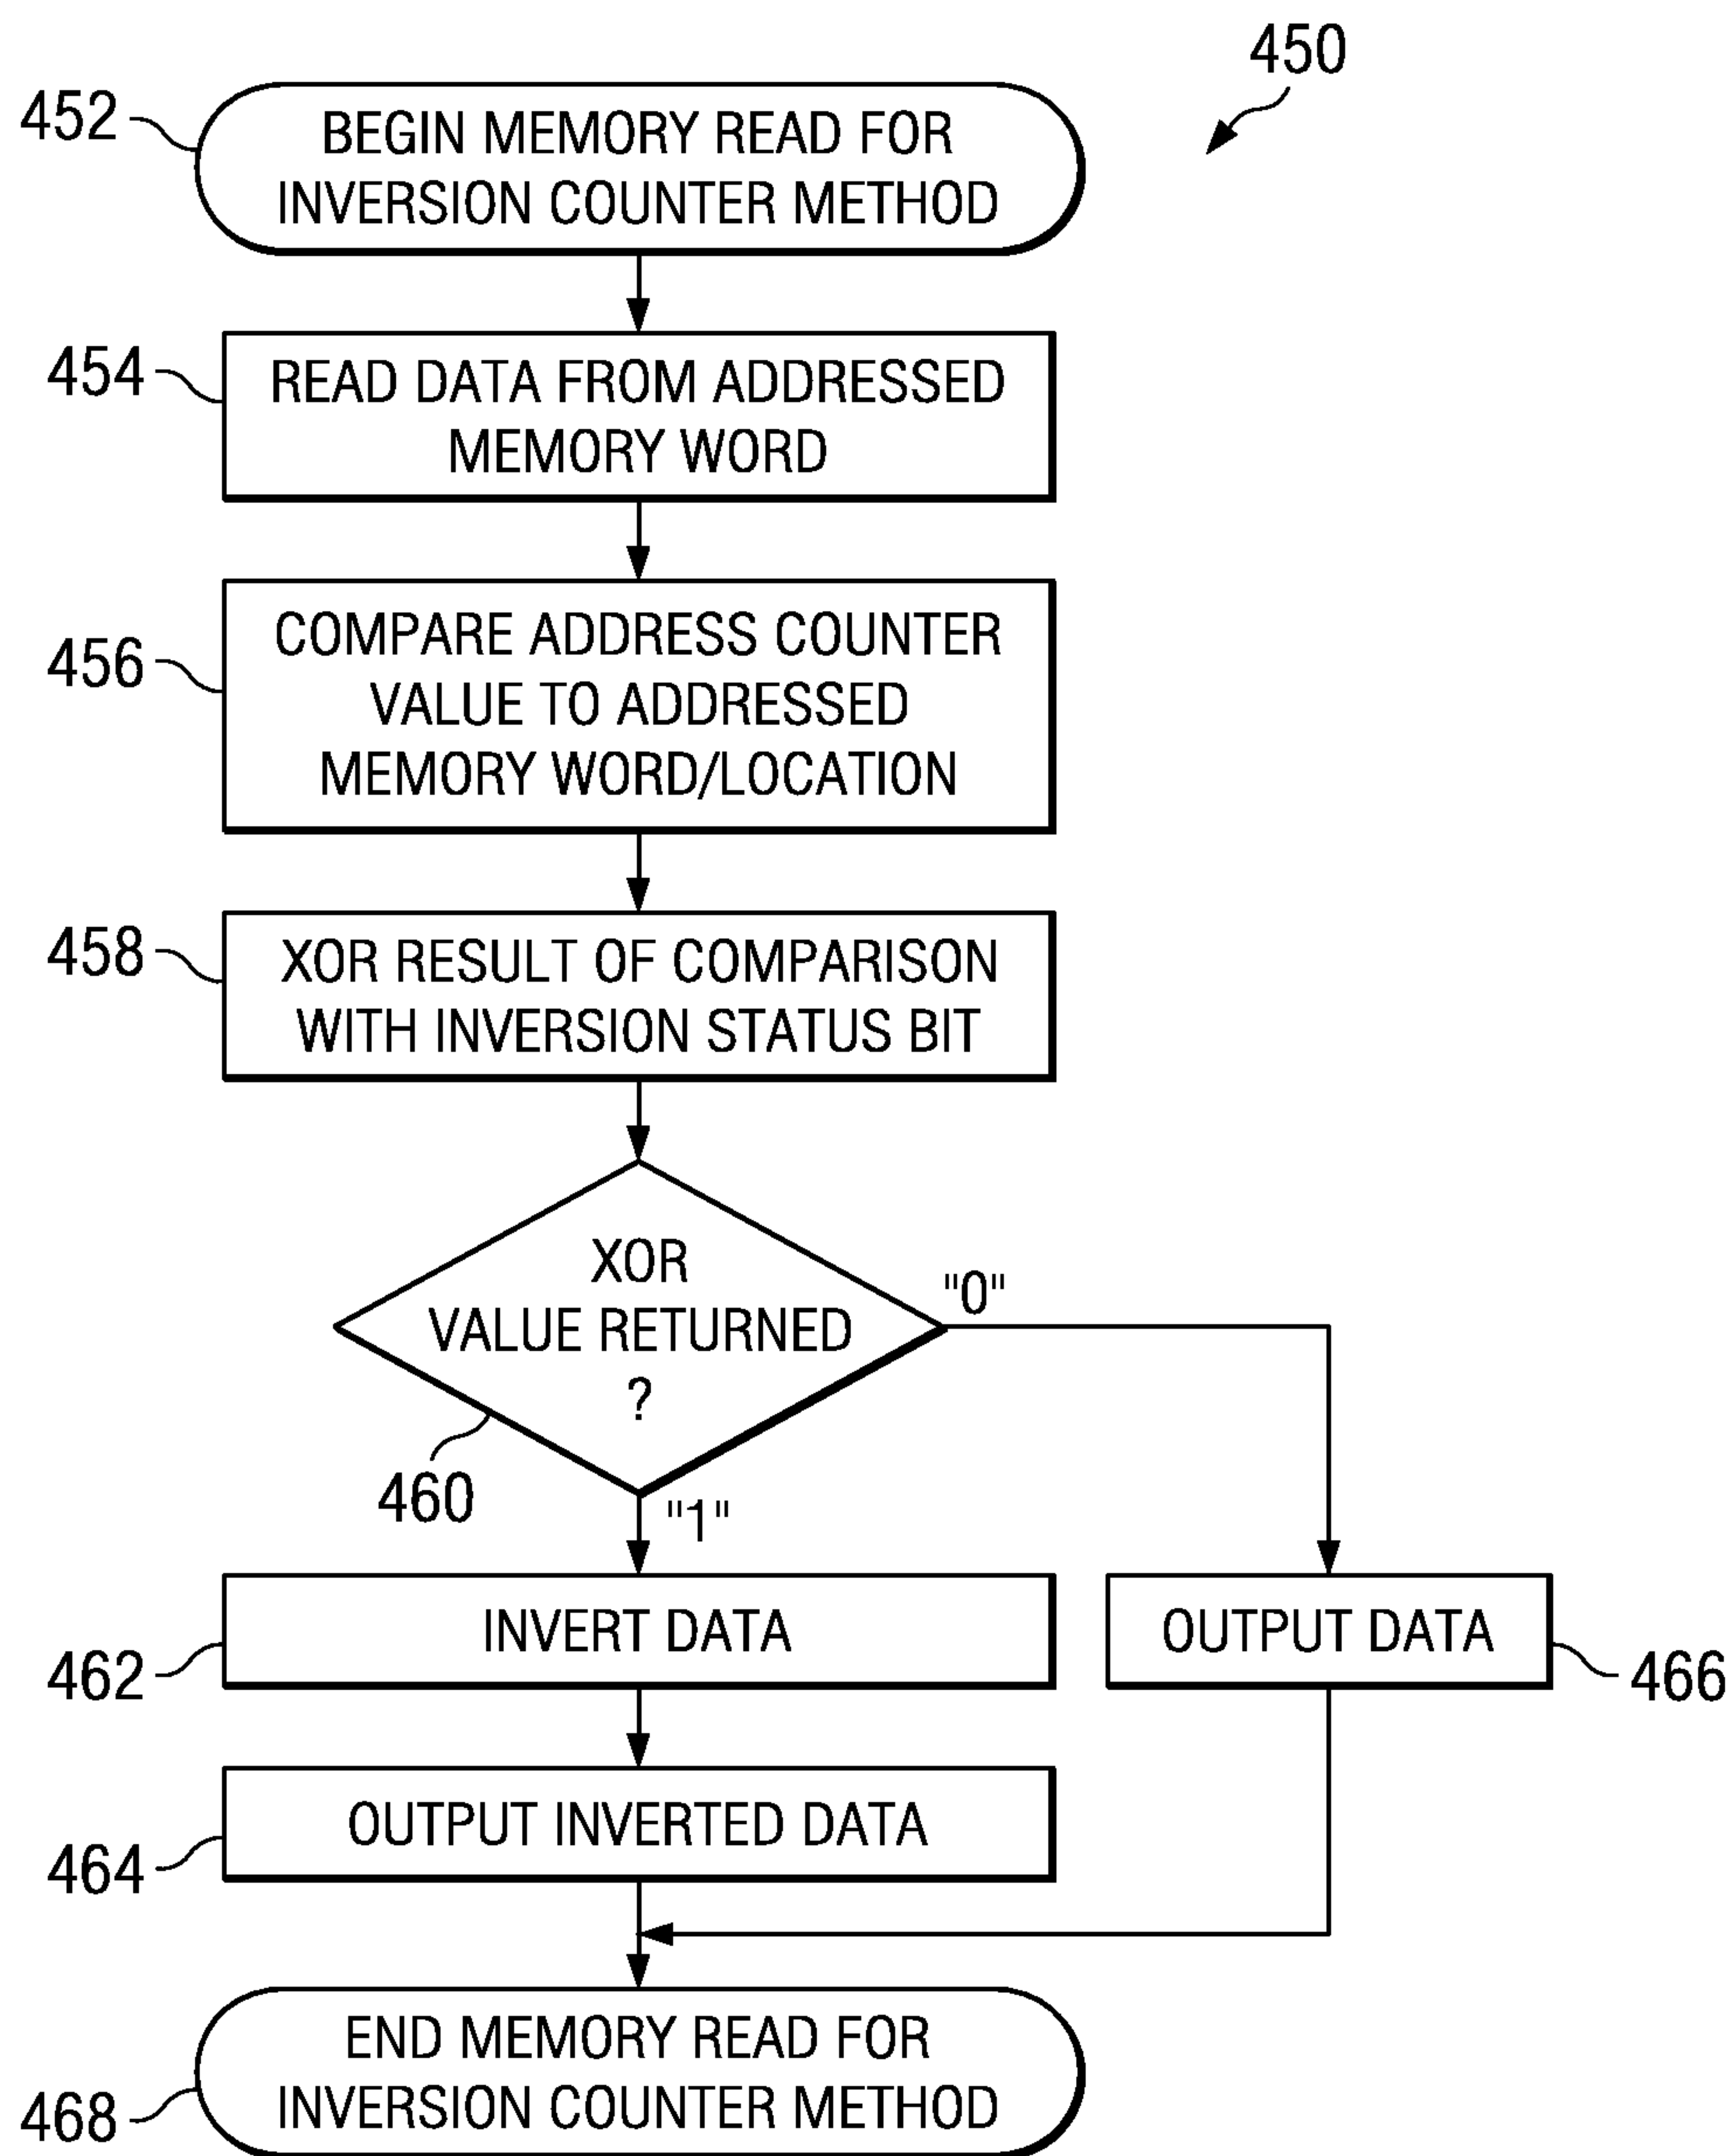 450
452
BEGIN MEMORY READ FOR
INVERSION COUNTER METHOD
454
READ DATA FROM ADDRESSED
MEMORY WORD
456
COMPARE ADDRESS COUNTER
VALUE TO ADDRESSED
MEMORY WORD/LOCATION
458
XOR RESULT OF COMPARISON
WITH INVERSION STATUS BIT
XOR
VALUE RETURNED
?
"0"
460
"1"
462
INVERT DATA
OUTPUT DATA
466
464
OUTPUT INVERTED DATA
END MEMORY READ FOR
INVERSION COUNTER METHOD
468